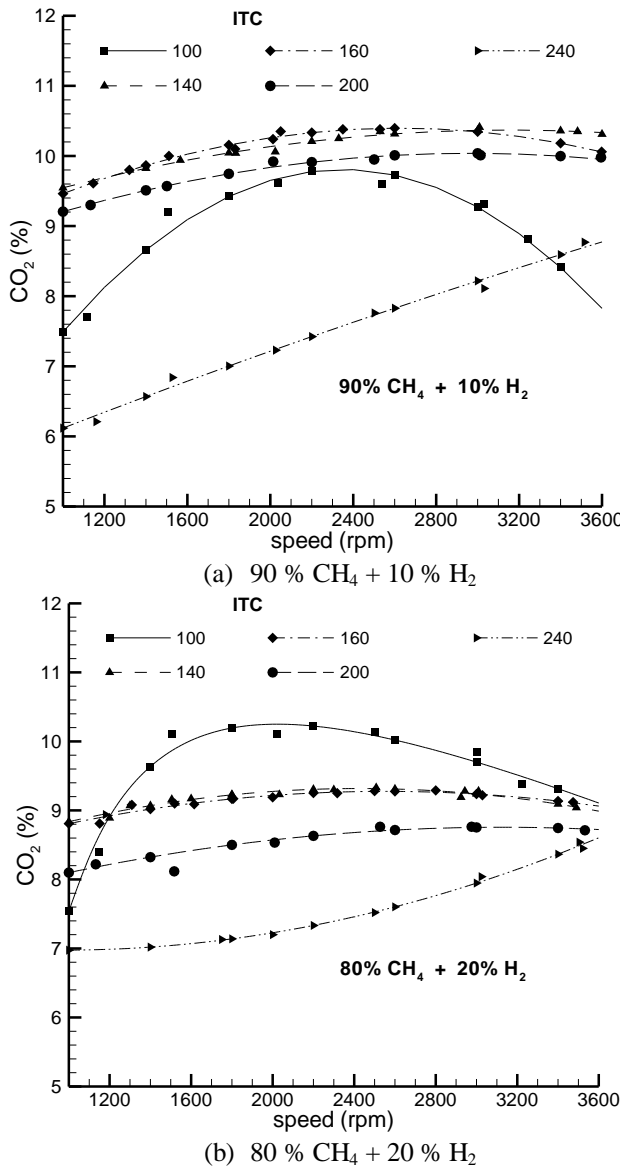 ITC
100
160
240
140
200
12
11
10
9
8
7
6
5
CO₂ (%)
90% CH₄ + 10% H₂
1200 1600 2000 2400 2800 3200 3600
speed (rpm)
(a) 90 % CH₄ + 10 % H₂
ITC
100
160
240
140
200
12
11
10
9
8
7
6
5
CO₂ (%)
80% CH₄ + 20% H₂
1200 1600 2000 2400 2800 3200 3600
speed (rpm)
(b) 80 % CH₄ + 20 % H₂